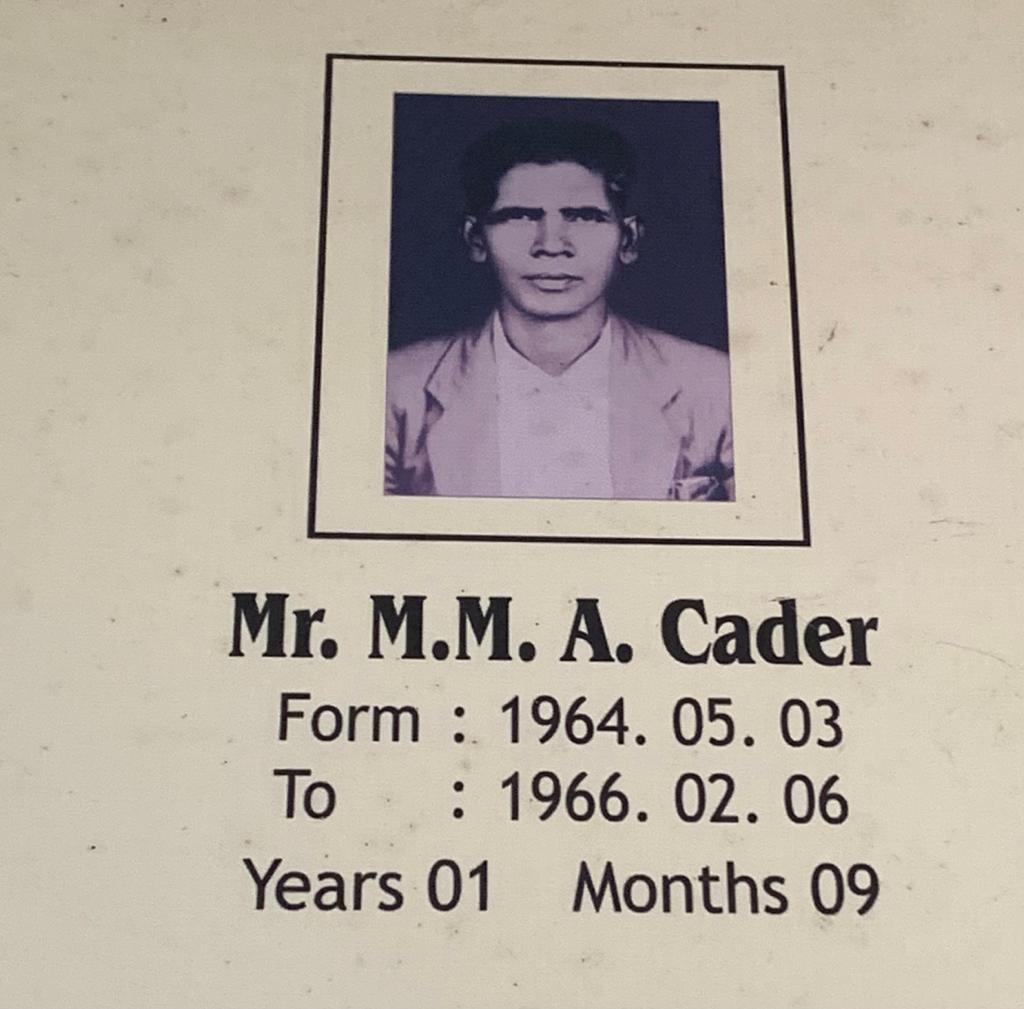 Mr. M.M. A. Cader
Form : 1964. 05. 03
To : 1966. 02. 06
Years 01 Months 09